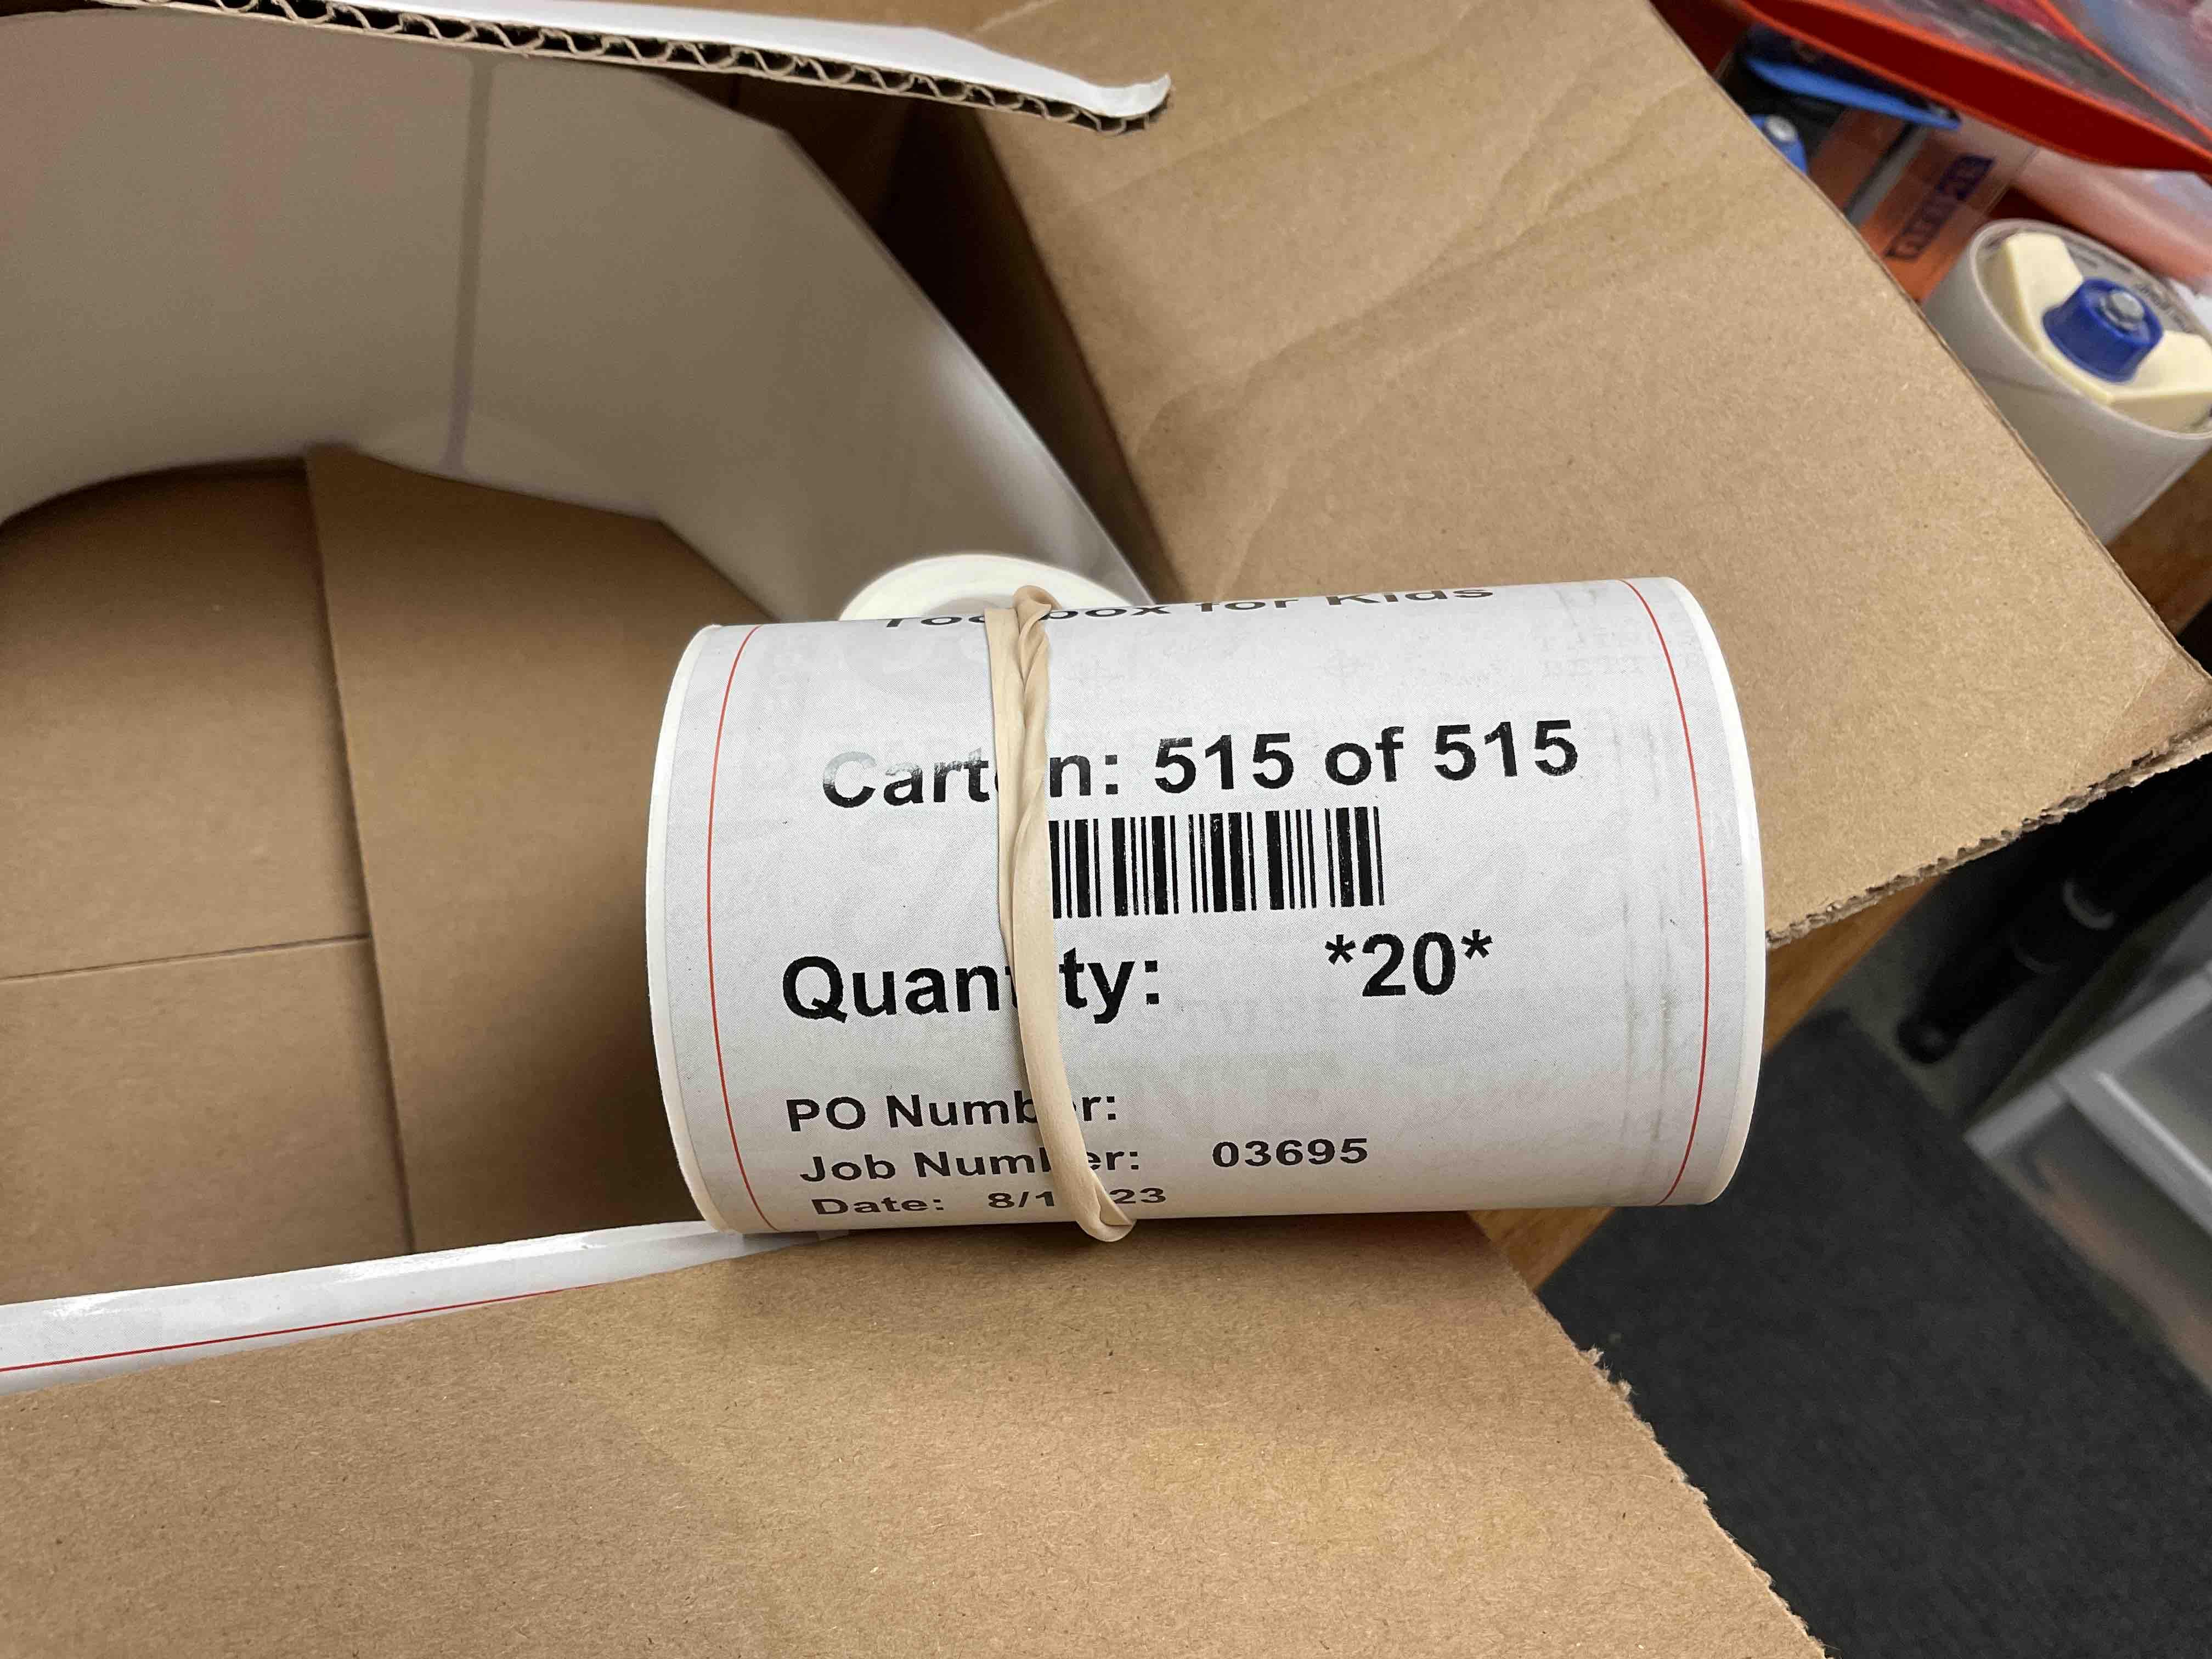 for Kids
Carton: 515 of 515
Quantity: *20*
PO Number:
Job Number: 03695
Date: